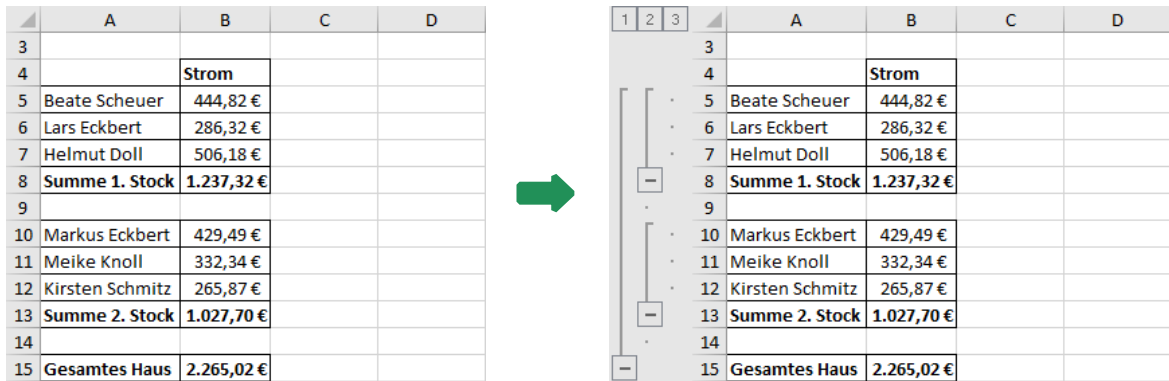 A B C D
3
4 Strom
5 Beate Scheuer 444,82 €
6 Lars Eckbert 286,32 €
7 Helmut Doll 506,18 €
8 Summe 1. Stock 1.237,32 €
9
10 Markus Eckbert 429,49 €
11 Meike Knoll 332,34 €
12 Kirsten Schmitz 265,87 €
13 Summe 2. Stock 1.027,70 €
14
15 Gesamtes Haus 2.265,02 €
1 2 3 A B C D
3
4 Strom
5 Beate Scheuer 444,82 €
6 Lars Eckbert 286,32 €
7 Helmut Doll 506,18 €
8 Summe 1. Stock 1.237,32 €
9
10 Markus Eckbert 429,49 €
11 Meike Knoll 332,34 €
12 Kirsten Schmitz 265,87 €
13 Summe 2. Stock 1.027,70 €
14
15 Gesamtes Haus 2.265,02 €